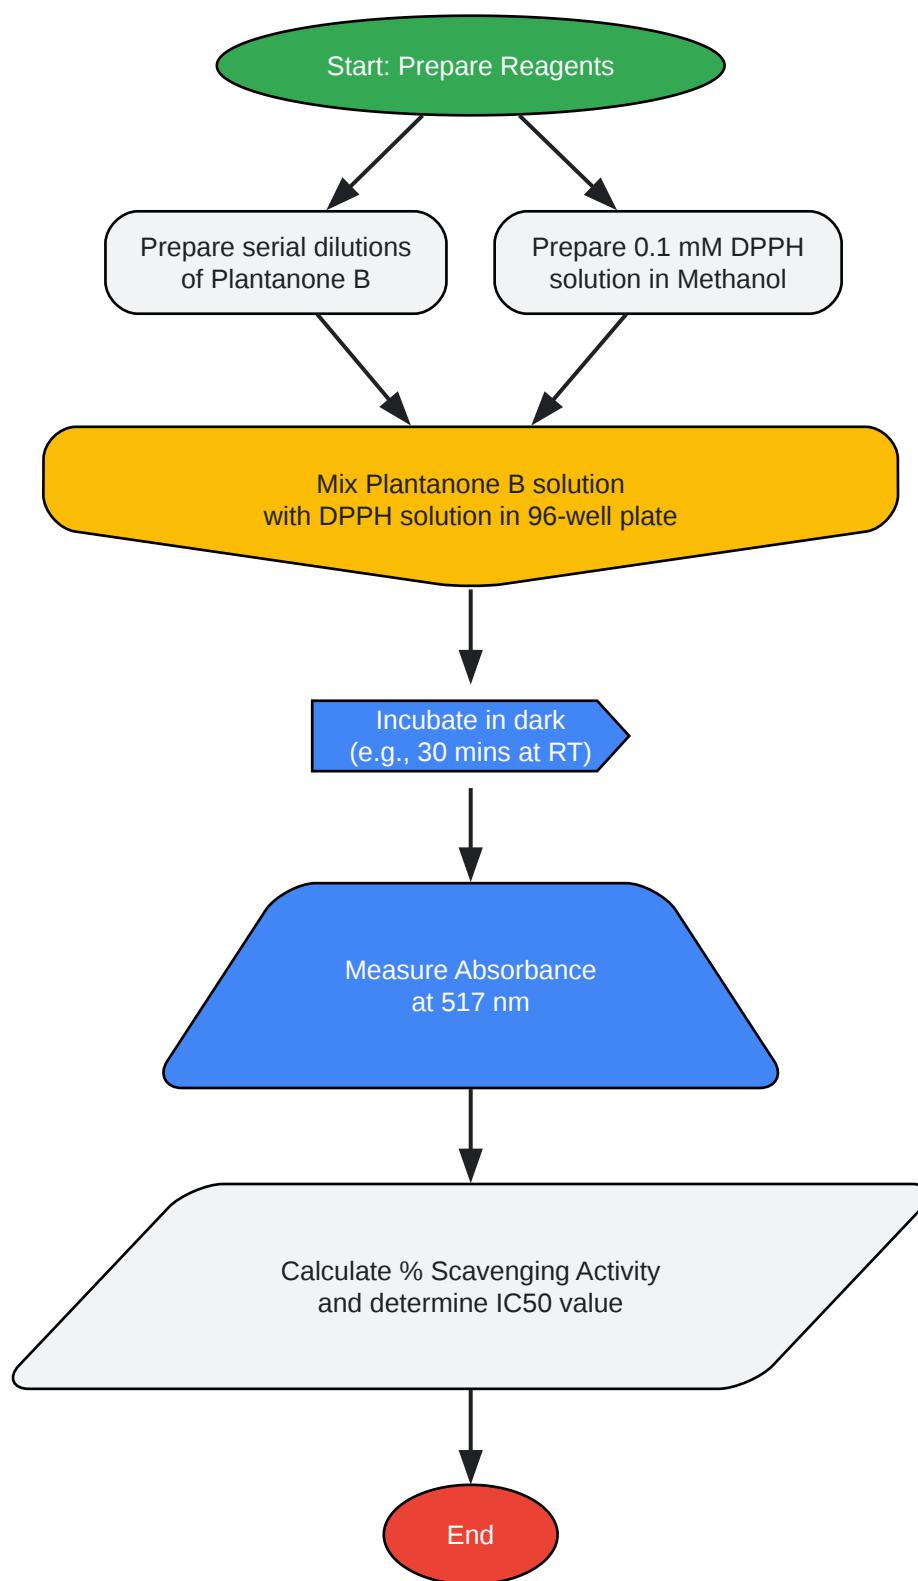 Start: Prepare Reagents
Prepare serial dilutions
of Plantanone B
Prepare 0.1 mM DPPH
solution in Methanol
Mix Plantanone B solution
with DPPH solution in 96-well plate
Incubate in dark
(e.g., 30 mins at RT)
Measure Absorbance
at 517 nm
Calculate % Scavenging Activity
and determine IC50 value
End